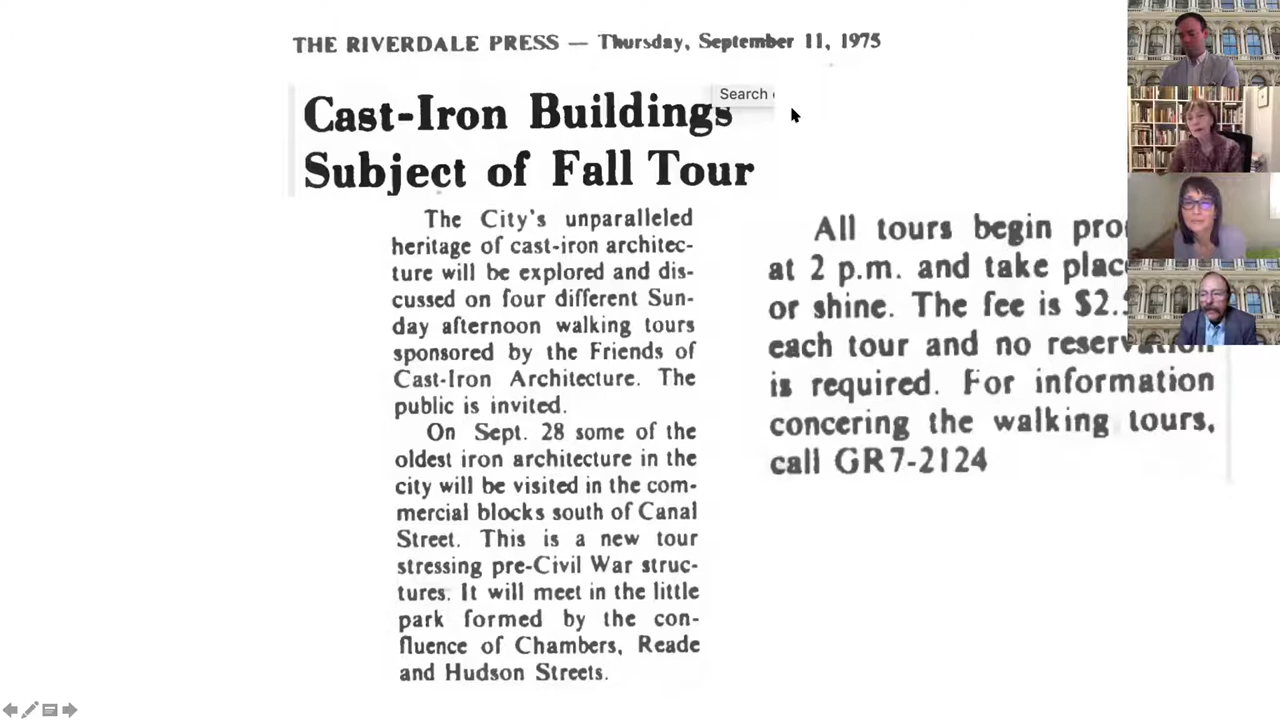 THE RIVERDALE PRESS — Thursday, September 11, 1975
Search
Cast-Iron Buildings
Subject of Fall Tour
The City's unparalleled
heritage of cast-iron architec-
ture will be explored and dis-
cussed on four different Sun-
day afternoon walking tours
sponsored by the Friends of
Cast-Iron Architecture. The
public is invited.
On Sept. 28 some of the
oldest iron architecture in the
city will be visited in the com-
mercial blocks south of Canal
Street. This is a new tour
stressing pre-Civil War struc-
tures. It will meet in the little
park formed by the con-
fluence of Chambers, Reade
and Hudson Streets.
All tours begin
at 2 p.m. and take
or shine. The fee is
each tour and no reservation
is required. For information
concering the walking tours,
call GR7-2124